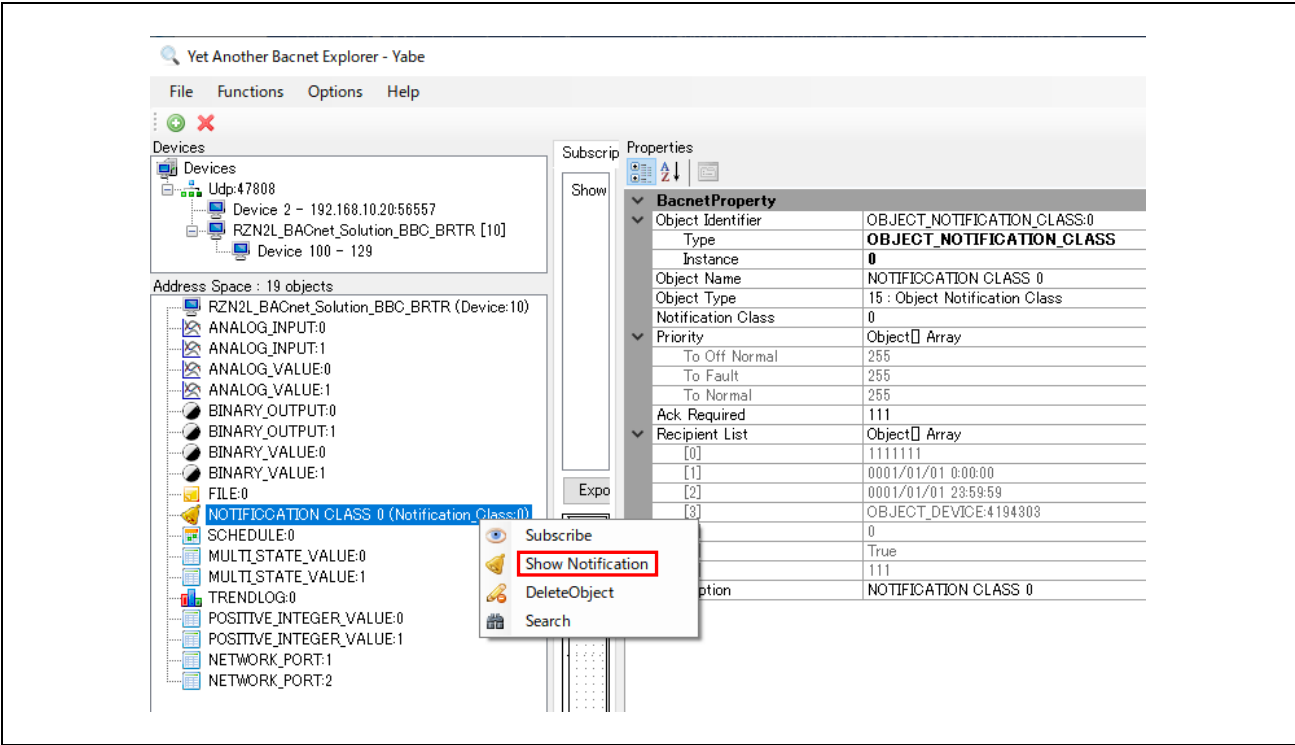 Yet Another Bacnet Explorer - Yabe
File Functions Options Help
Devices
Devices
Udp:47808
Device 2 - 192.168.10.20:56557
RZN2L_BACnet_Solution_BBC_BRTR [10]
Device 100 - 129
Address Space : 19 objects
RZN2L_BACnet_Solution_BBC_BRTR (Device:10)
ANALOG_INPUT:0
ANALOG_INPUT:1
ANALOG_VALUE:0
ANALOG_VALUE:1
BINARY_OUTPUT:0
BINARY_OUTPUT:1
BINARY_VALUE:0
BINARY_VALUE:1
FILE:0
NOTIFICCATION CLASS 0 (Notification_Class:0)
SCHEDULE:0
MULTI_STATE_VALUE:0
MULTI_STATE_VALUE:1
TRENDLOG:0
POSITIVE_INTEGER_VALUE:0
POSITIVE_INTEGER_VALUE:1
NETWORK_PORT:1
NETWORK_PORT:2
Subscribe
Show Notification
DeleteObject
Search
Subscrip
Show
Expo
Properties
BacnetProperty
Object Identifier OBJECT_NOTIFICATION_CLASS:0
Type OBJECT_NOTIFICATION_CLASS
Instance 0
Object Name NOTIFICCATION CLASS 0
Object Type 15 : Object Notification Class
Notification Class 0
Priority Object[] Array
To Off Normal 255
To Fault 255
To Normal 255
Ack Required 111
Recipient List Object[] Array
[0] 1111111
[1] 0001/01/01 0:00:00
[2] 0001/01/01 23:59:59
[3] OBJECT_DEVICE:4194303
0
True
111
ption NOTIFICATION CLASS 0